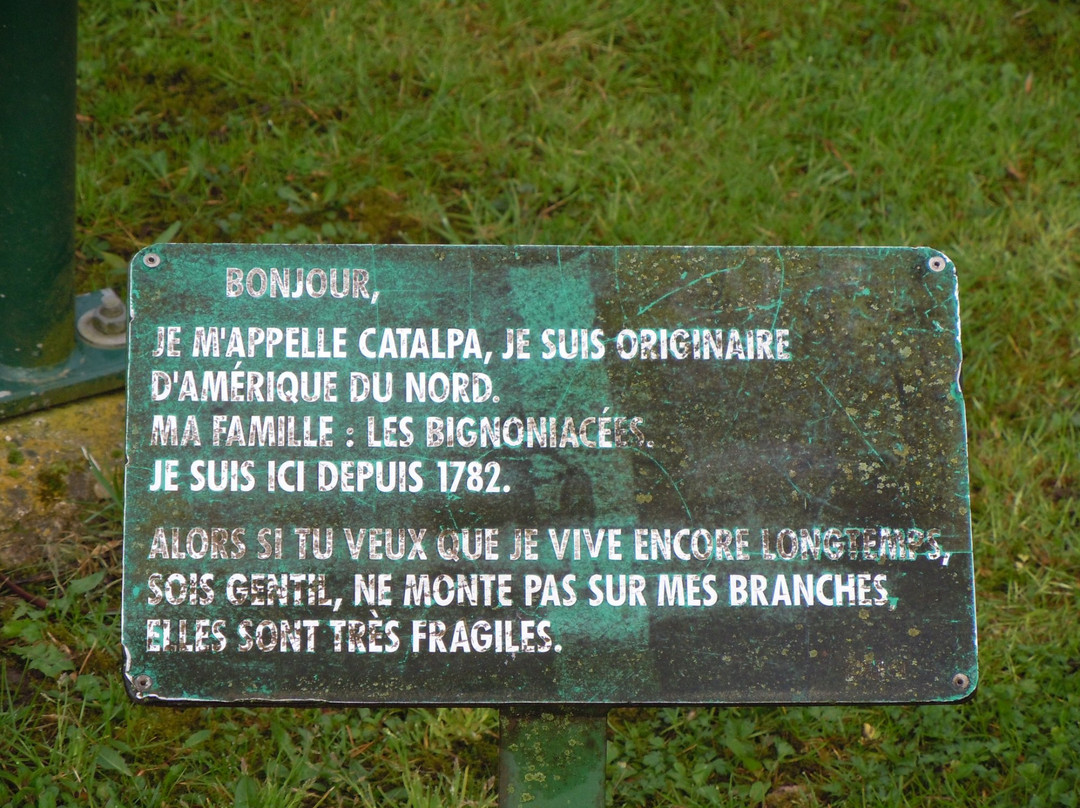 BONJOUR,
JE M'APPELLE CATALPA, JE SUIS ORIGINAIRE
D'AMÉRIQUE DU NORD.
MA FAMILLE : LES BIGNONIACÉES.
JE SUIS ICI DEPUIS 1782.
ALORS SI TU VEUX QUE JE VIVE ENCORE LONGTEMPS,
SOIS GENTIL, NE MONTE PAS SUR MES BRANCHES,
ELLES SONT TRÈS FRAGILES.